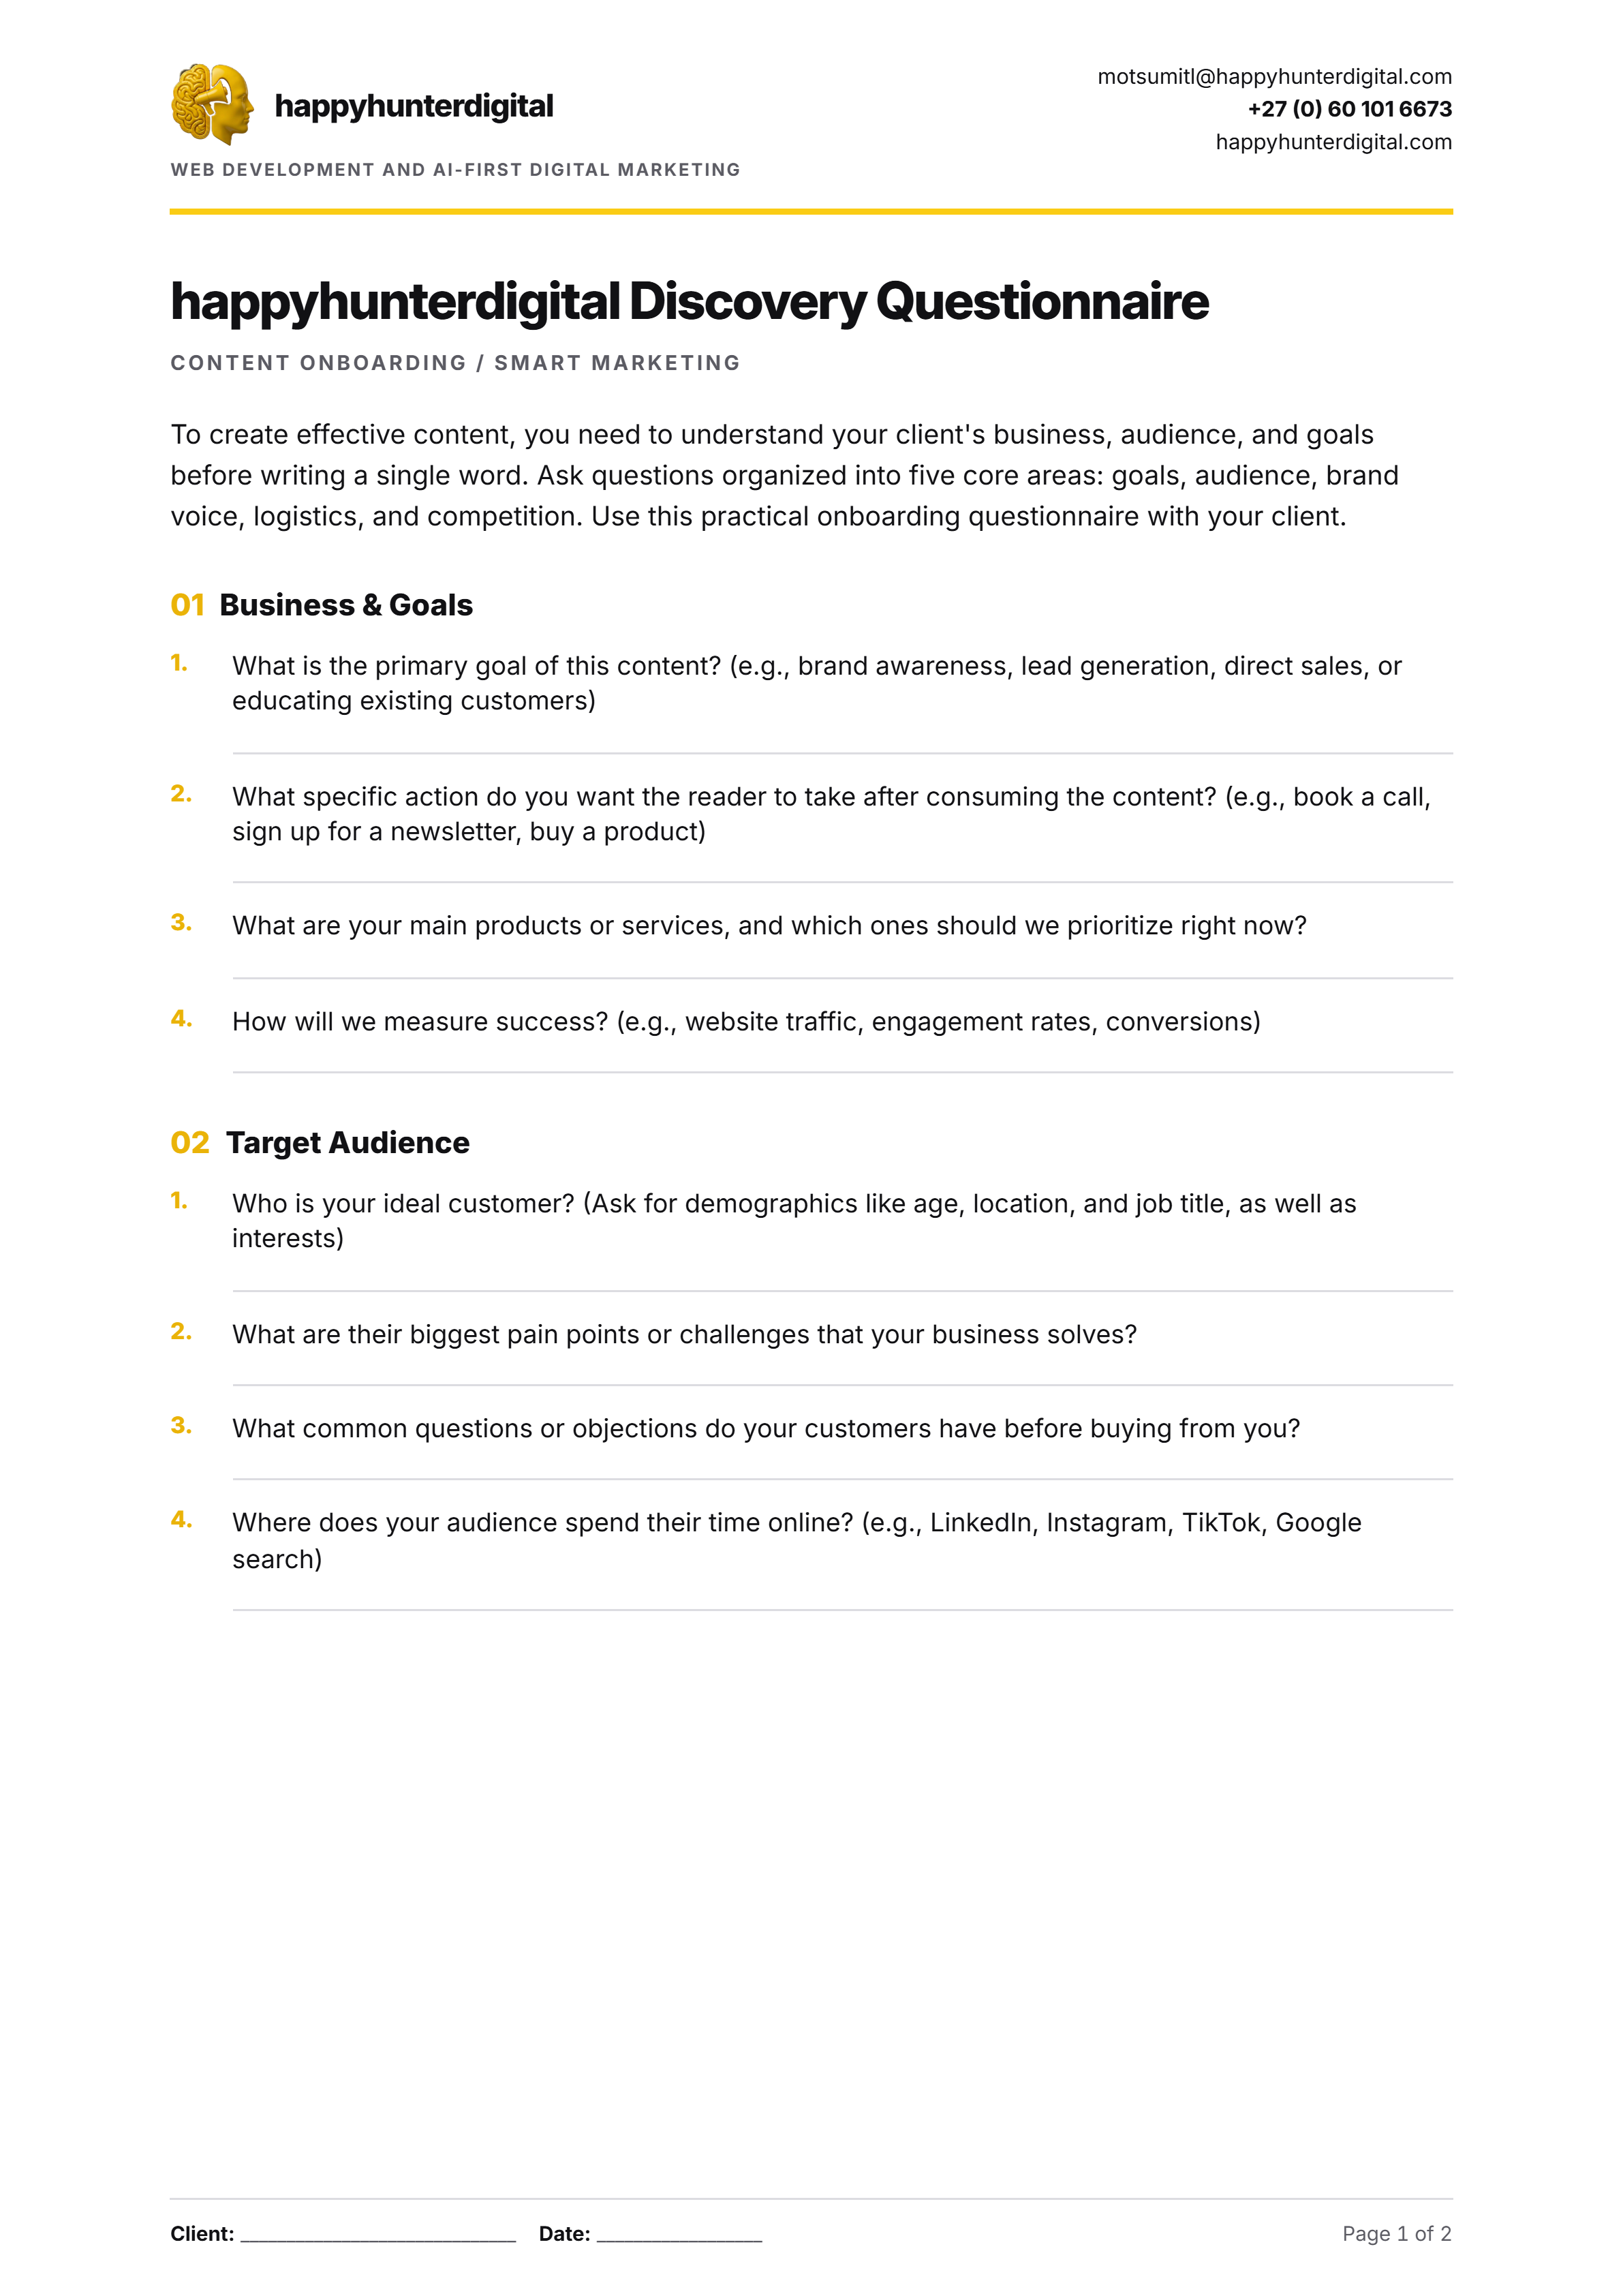 happyhunterdigital
WEB DEVELOPMENT AND AI-FIRST DIGITAL MARKETING
motsumitl@happyhunterdigital.com
+27 (0) 60 101 6673
happyhunterdigital.com
happyhunterdigital Discovery Questionnaire
CONTENT ONBOARDING / SMART MARKETING
To create effective content, you need to understand your client's business, audience, and goals
before writing a single word. Ask questions organized into five core areas: goals, audience, brand
voice, logistics, and competition. Use this practical onboarding questionnaire with your client.
01 Business & Goals
1. What is the primary goal of this content? (e.g., brand awareness, lead generation, direct sales, or
educating existing customers)
2. What specific action do you want the reader to take after consuming the content? (e.g., book a call,
sign up for a newsletter, buy a product)
3. What are your main products or services, and which ones should we prioritize right now?
4. How will we measure success? (e.g., website traffic, engagement rates, conversions)
02 Target Audience
1. Who is your ideal customer? (Ask for demographics like age, location, and job title, as well as
interests)
2. What are their biggest pain points or challenges that your business solves?
3. What common questions or objections do your customers have before buying from you?
4. Where does your audience spend their time online? (e.g., LinkedIn, Instagram, TikTok, Google
search)
Client: ______________________________ Date: __________________ Page 1 of 2